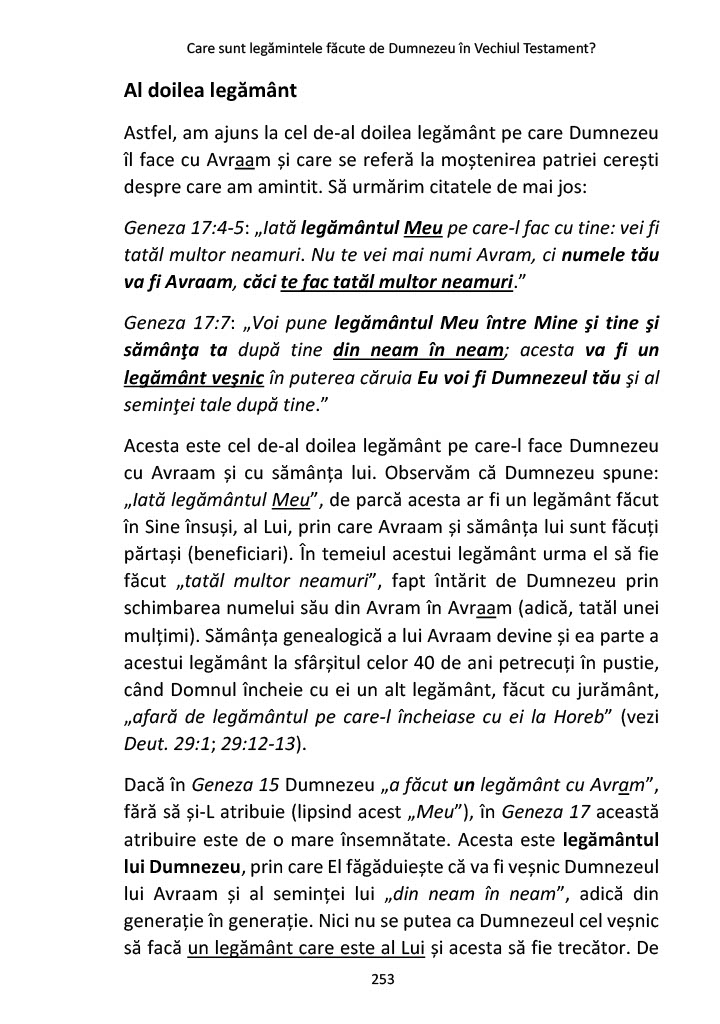 Care sunt legămintele făcute de Dumnezeu în Vechiul Testament?
Al doilea legământ
Astfel, am ajuns la cel de-al doilea legământ pe care Dumnezeu
îl face cu Avraam și care se referă la moștenirea patriei cerești
despre care am amintit. Să urmărim citatele de mai jos:
Geneza 17:4-5: „Iată legământul Meu pe care-l fac cu tine: vei fi
tatăl multor neamuri. Nu te vei mai numi Avram, ci numele tău
va fi Avraam, căci te fac tatăl multor neamuri.”
Geneza 17:7: „Voi pune legământul Meu între Mine şi tine şi
sămânţa ta după tine din neam în neam; acesta va fi un
legământ veşnic în puterea căruia Eu voi fi Dumnezeul tău şi al
seminţei tale după tine.”
Acesta este cel de-al doilea legământ pe care-l face Dumnezeu
cu Avraam și cu sămânța lui. Observăm că Dumnezeu spune:
„Iată legământul Meu”, de parcă acesta ar fi un legământ făcut
în Sine însuși, al Lui, prin care Avraam și sămânța lui sunt făcuți
părtași (beneficiari). În temeiul acestui legământ urma el să fie
făcut „tatăl multor neamuri”, fapt întărit de Dumnezeu prin
schimbarea numelui său din Avram în Avraam (adică, tatăl unei
mulțimi). Sămânța genealogică a lui Avraam devine și ea parte a
acestui legământ la sfârșitul celor 40 de ani petrecuți în pustie,
când Domnul încheie cu ei un alt legământ, făcut cu jurământ,
„afară de legământul pe care-l încheiase cu ei la Horeb” (vezi
Deut. 29:1; 29:12-13).
Dacă în Geneza 15 Dumnezeu „a făcut un legământ cu Avram”,
fără să și-L atribuie (lipsind acest „Meu”), în Geneza 17 această
atribuire este de o mare însemnătate. Acesta este legământul
lui Dumnezeu, prin care El făgăduiește că va fi veșnic Dumnezeul
lui Avraam și al seminței lui „din neam în neam”, adică din
generație în generație. Nici nu se putea ca Dumnezeul cel veșnic
să facă un legământ care este al Lui și acesta să fie trecător. De
253